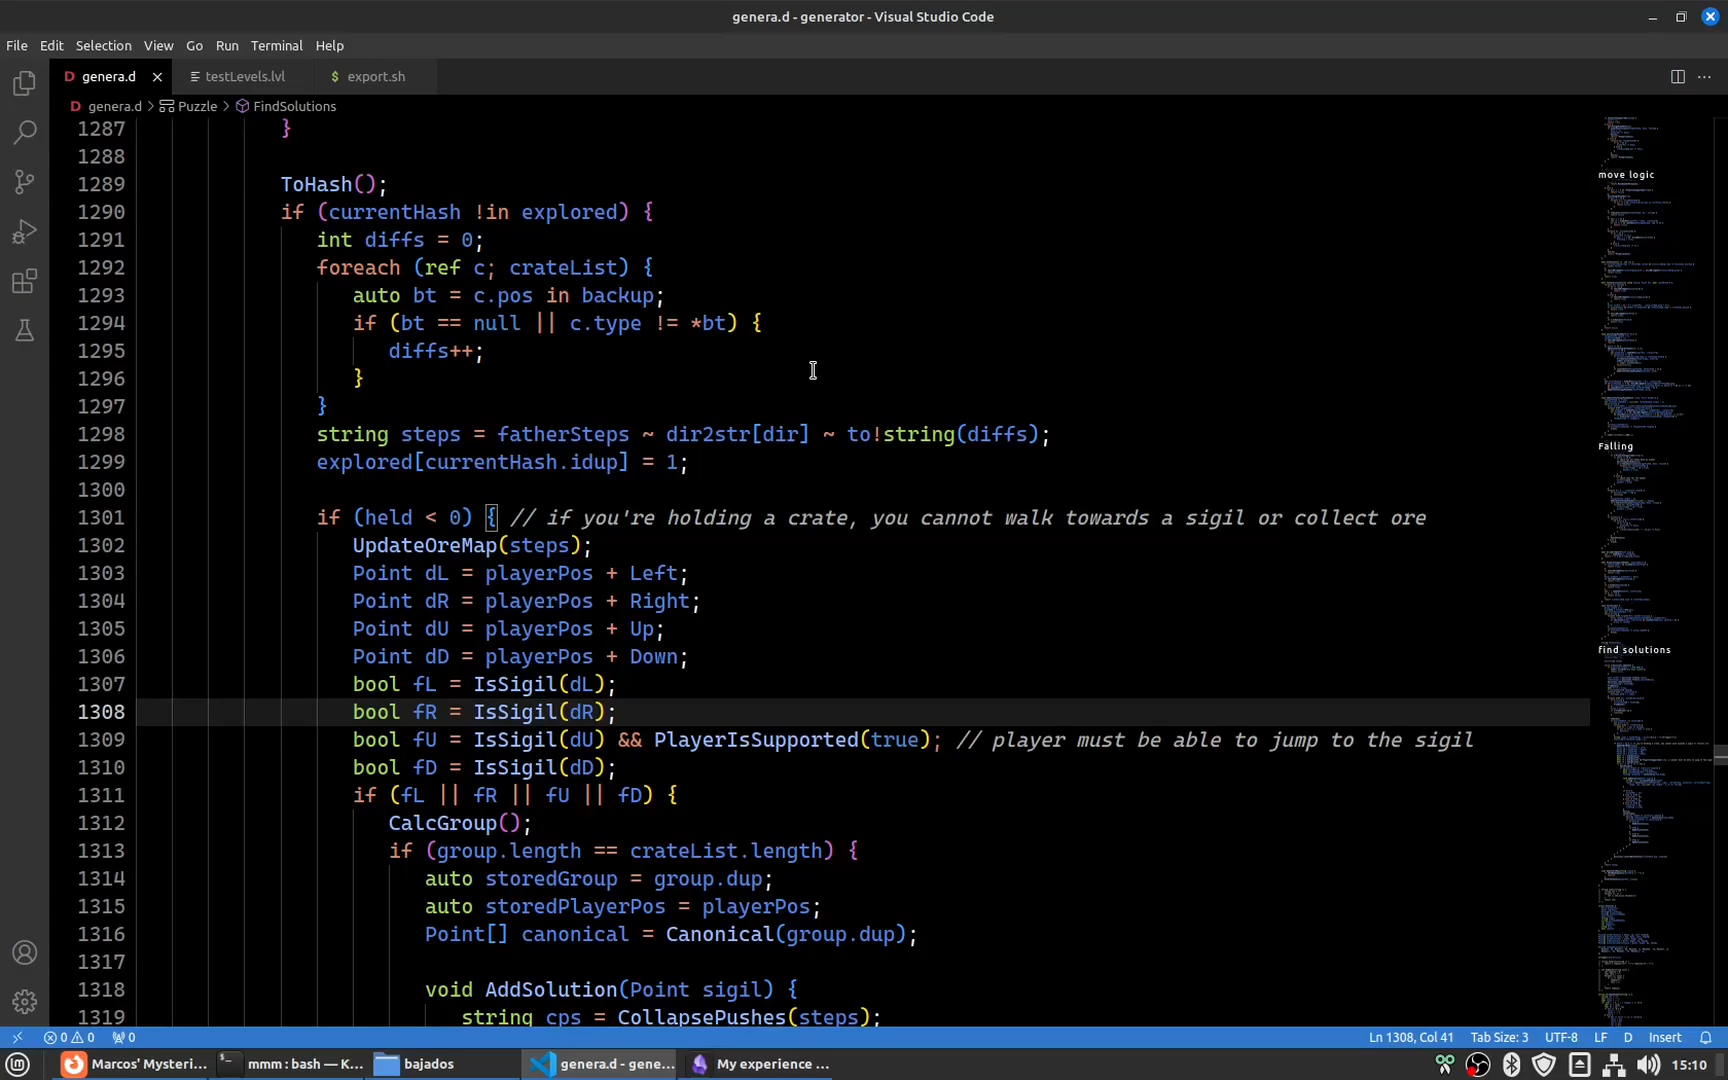 genera.d - generator - Visual Studio Code
File Edit Selection View Go Run Terminal Help
D genera.d testLevels.lvl $ export.sh
D genera.d > Puzzle > FindSolutions
1287 }
1288
1289 ToHash();
1290 if (currentHash !in explored) {
1291 int diffs = 0;
1292 foreach (ref c; crateList) {
1293 auto bt = c.pos in backup;
1294 if (bt == null || c.type != *bt) {
1295 diffs++;
1296 }
1297 }
1298 string steps = fatherSteps ~ dir2str[dir] ~ to!string(diffs);
1299 explored[currentHash.idup] = 1;
1300
1301 if (held < 0) { // if you're holding a crate, you cannot walk towards a sigil or collect ore
1302 UpdateOreMap(steps);
1303 Point dL = playerPos + Left;
1304 Point dR = playerPos + Right;
1305 Point dU = playerPos + Up;
1306 Point dD = playerPos + Down;
1307 bool fL = IsSigil(dL);
1308 bool fR = IsSigil(dR);
1309 bool fU = IsSigil(dU) && PlayerIsSupported(true); // player must be able to jump to the sigil
1310 bool fD = IsSigil(dD);
1311 if (fL || fR || fU || fD) {
1312 CalcGroup();
1313 if (group.length == crateList.length) {
1314 auto storedGroup = group.dup;
1315 auto storedPlayerPos = playerPos;
1316 Point[] canonical = Canonical(group.dup);
1317
1318 void AddSolution(Point sigil) {
1319 string cps = CollapsePushes(steps);
move logic
Falling
find solutions
0 0 0 Ln 1308, Col 41 Tab Size: 3 UTF-8 LF D Insert
Marcos' Mysteri... mmm : bash — K... bajados genera.d - gene... My experience ... 15:10